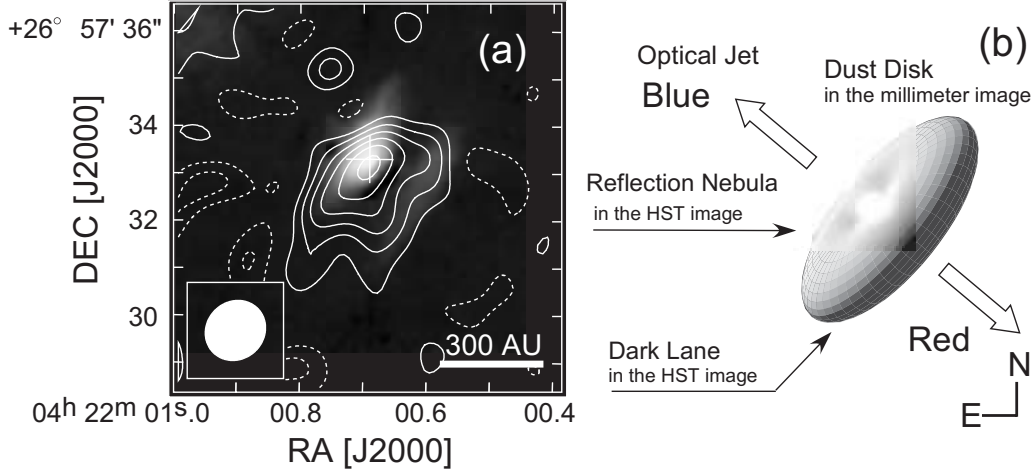 +26° 57' 36"
34
32
30
DEC [J2000]
(a)
300 AU
04h 22m 01s.0
00.8
00.6
00.4
RA [J2000]
(b)
Optical Jet
Blue
Dust Disk
in the millimeter image
Reflection Nebula
in the HST image
Dark Lane
in the HST image
Red
N
E